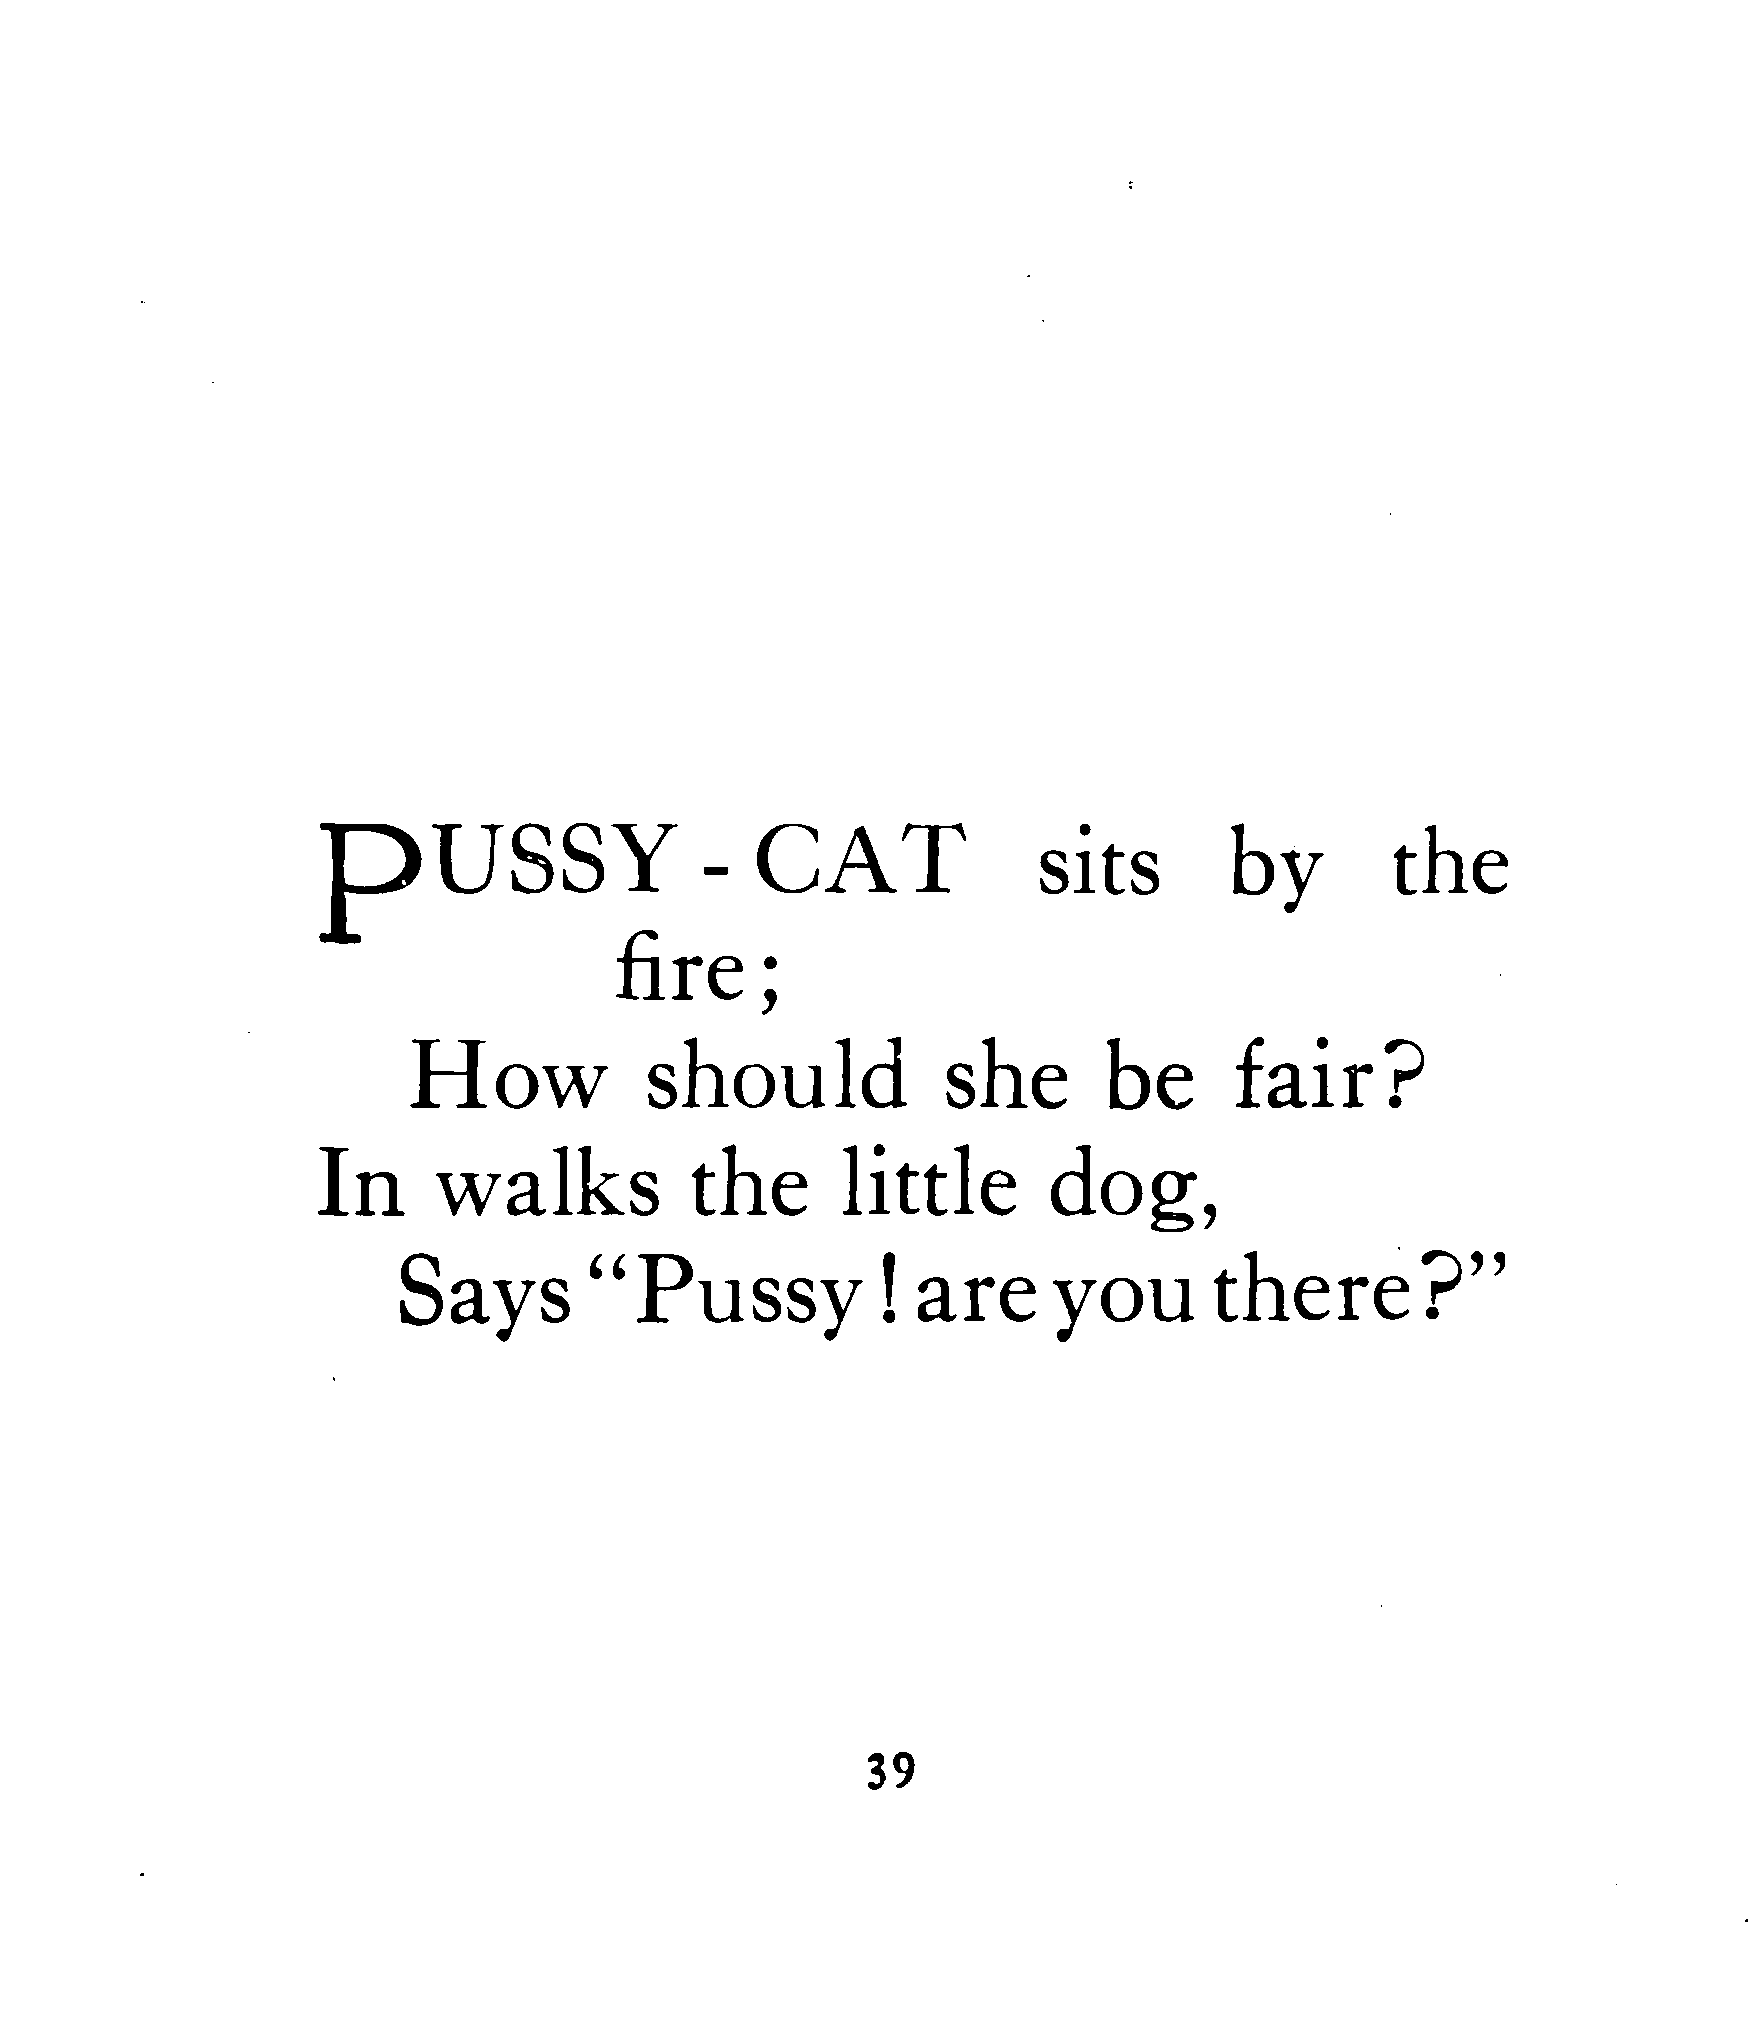 PUSSY-CAT sits by the
fire;
How should she be fair?
In walks the little dog,
Says "Pussy! are you there?"
39